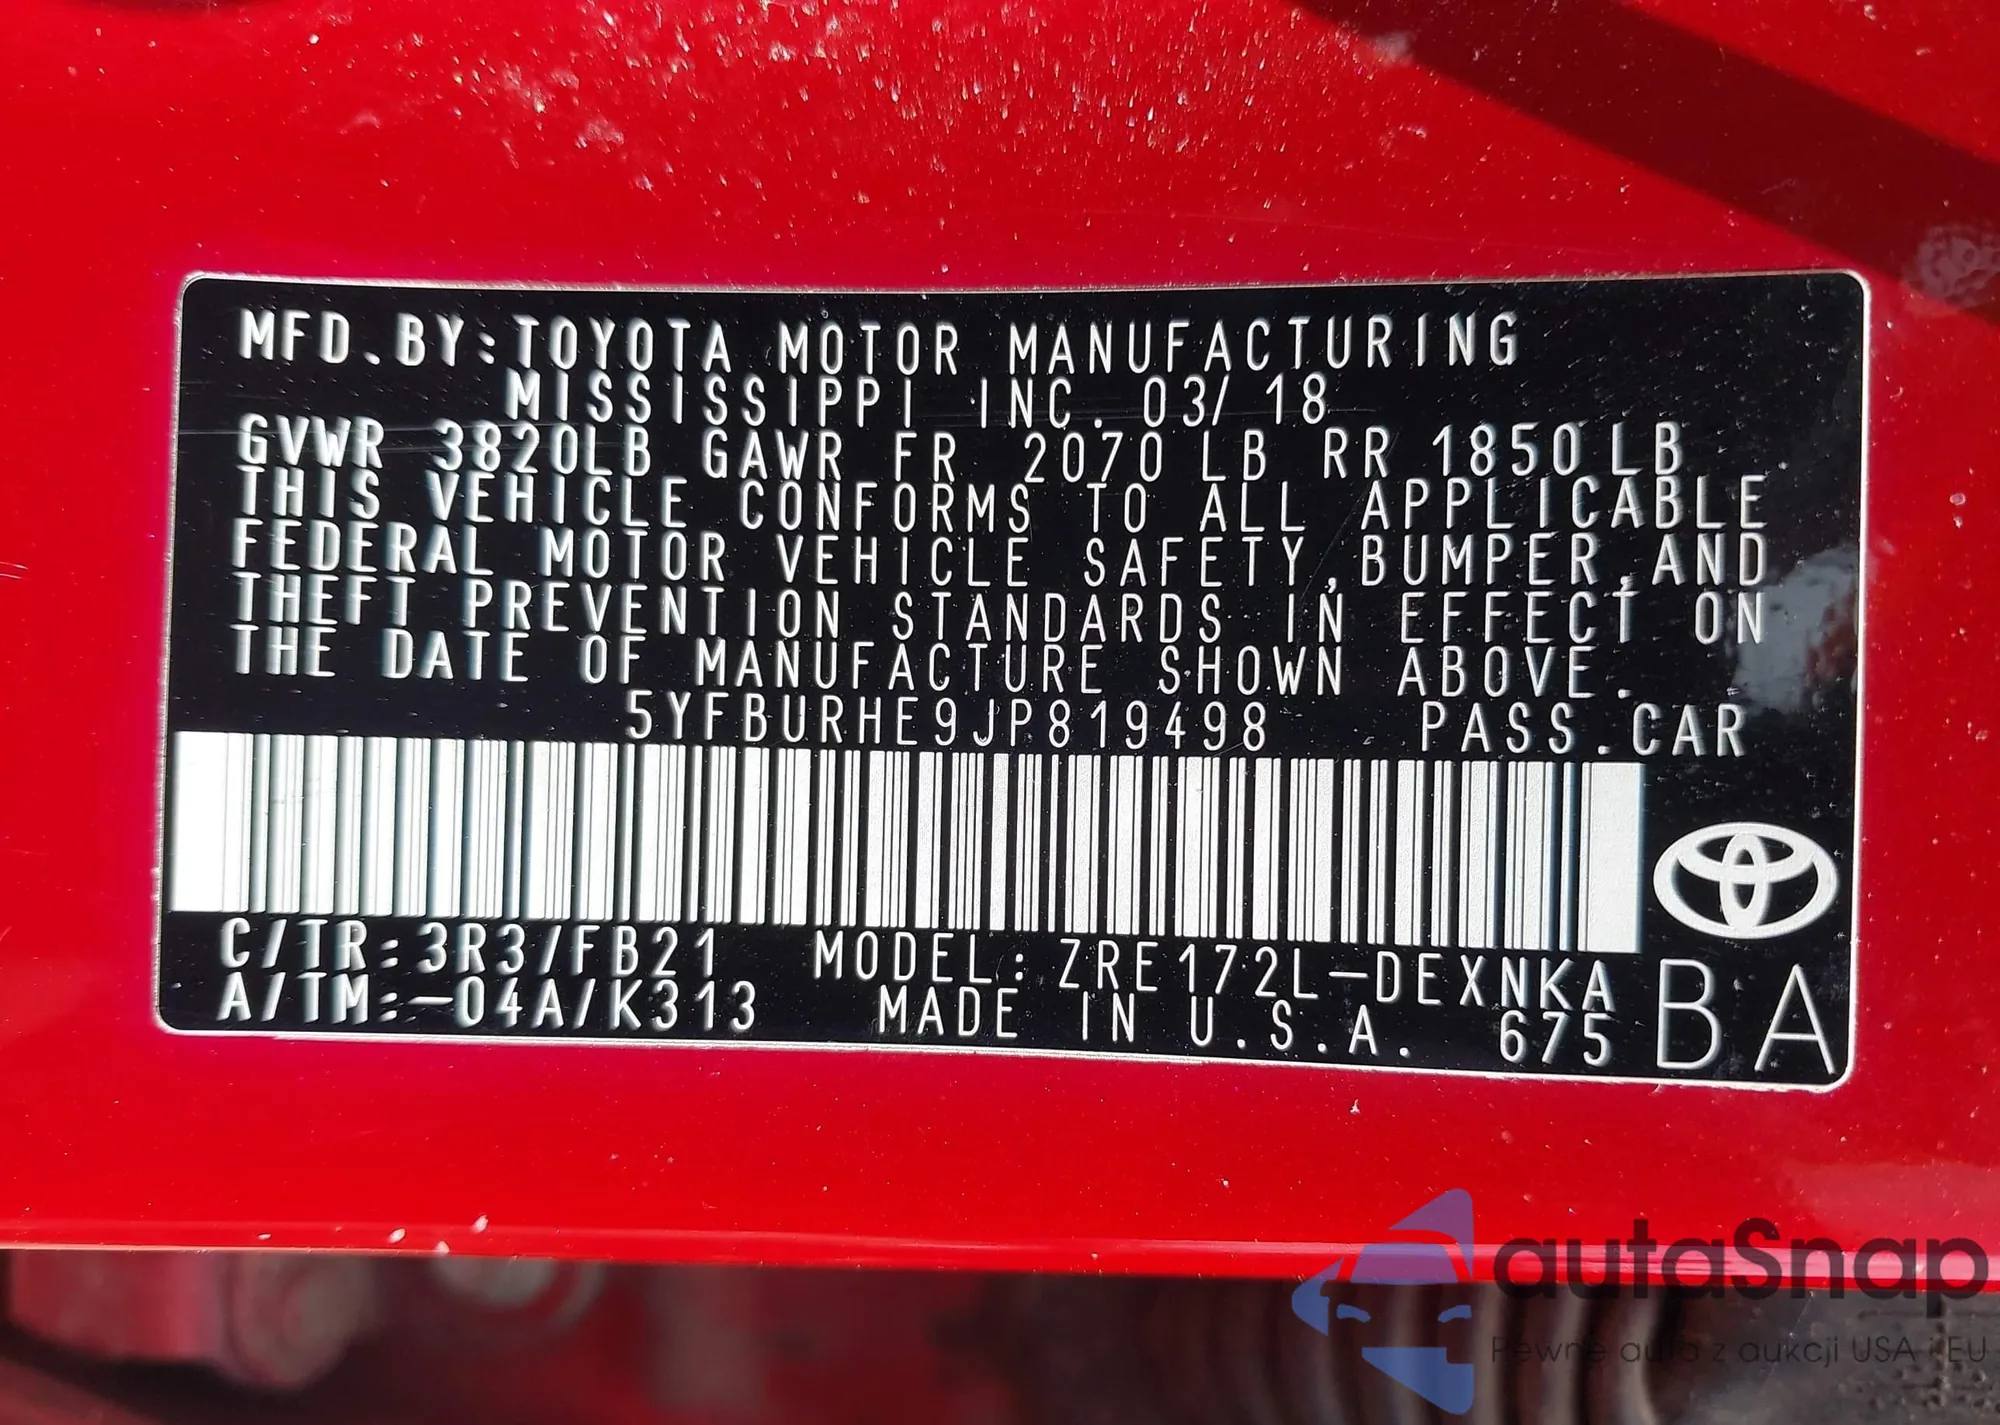 MFD.BY:TOYOTA MOTOR MANUFACTURING
MISSISSIPPI INC. 03/18
GVWR 3820LB GAWR FR 2070LB RR 1850LB
THIS VEHICLE CONFORMS TO ALL APPLICABLE
FEDERAL MOTOR VEHICLE SAFETY,BUMPER,AND
THEFT PREVENTION STANDARDS IN EFFECT ON
THE DATE OF MANUFACTURE SHOWN ABOVE.
5YFBURHE9JP819498 PASS.CAR
C/TR:3R3/FB21 MODEL:ZRE172L-DEXNKA
A/TM:-04A/K313 MADE IN U.S.A. 675 BA
autaSnap
Pewne auta z aukcji USA i EU